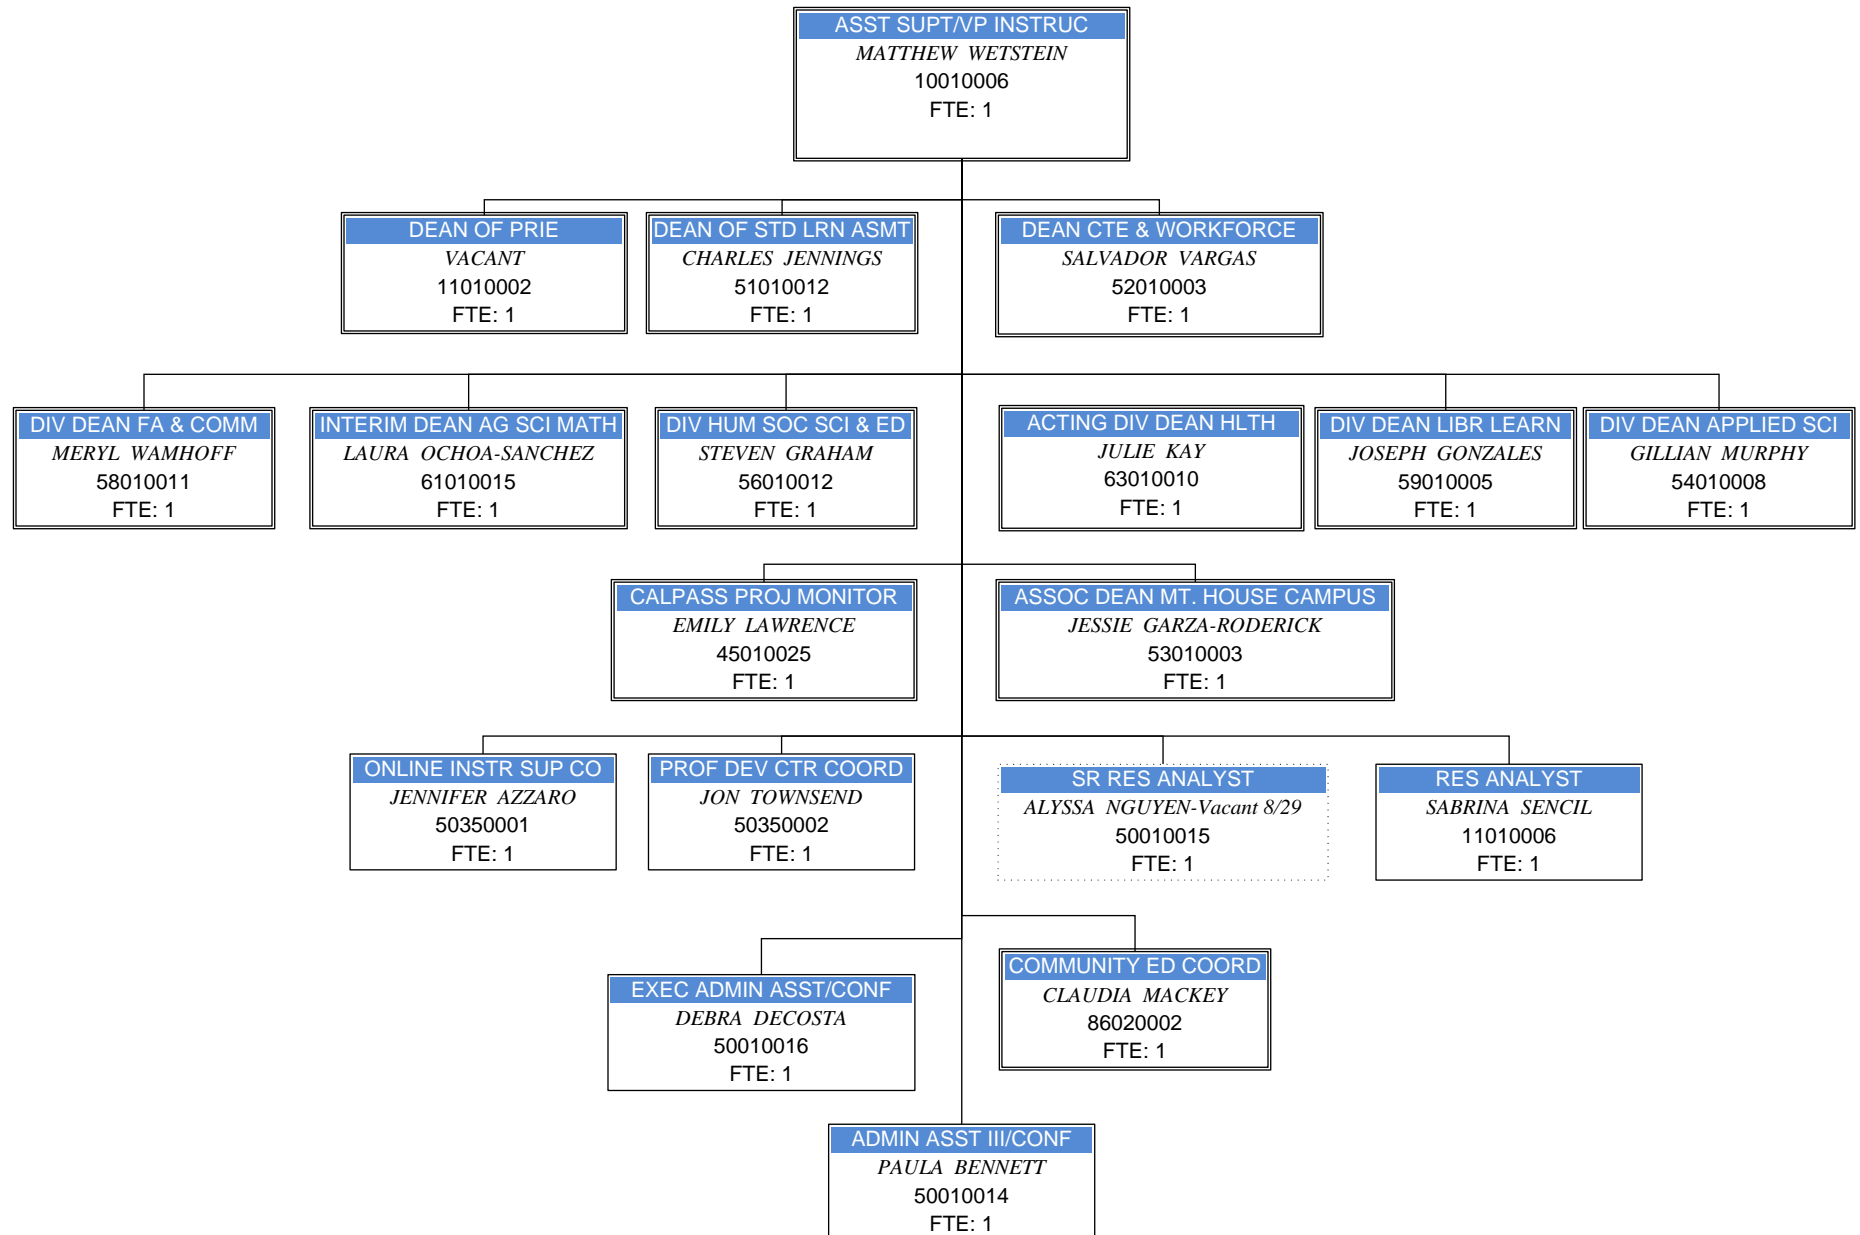 ASST SUPT/VP INSTRUC
MATTHEW WETSTEIN
10010006
FTE: 1
DEAN OF PRIE
VACANT
11010002
FTE: 1
DEAN OF STD LRN ASMT
CHARLES JENNINGS
51010012
FTE: 1
DEAN CTE & WORKFORCE
SALVADOR VARGAS
52010003
FTE: 1
DIV DEAN FA & COMM
MERYL WAMHOFF
58010011
FTE: 1
INTERIM DEAN AG SCI MATH
LAURA OCHOA-SANCHEZ
61010015
FTE: 1
DIV HUM SOC SCI & ED
STEVEN GRAHAM
56010012
FTE: 1
ACTING DIV DEAN HLTH
JULIE KAY
63010010
FTE: 1
DIV DEAN LIBR LEARN
JOSEPH GONZALES
59010005
FTE: 1
DIV DEAN APPLIED SCI
GILLIAN MURPHY
54010008
FTE: 1
CALPASS PROJ MONITOR
EMILY LAWRENCE
45010025
FTE: 1
ASSOC DEAN MT. HOUSE CAMPUS
JESSIE GARZA-RODERICK
53010003
FTE: 1
ONLINE INSTR SUP CO
JENNIFER AZZARO
50350001
FTE: 1
PROF DEV CTR COORD
JON TOWNSEND
50350002
FTE: 1
SR RES ANALYST
ALYSSA NGUYEN-Vacant 8/29
50010015
FTE: 1
RES ANALYST
SABRINA SENCIL
11010006
FTE: 1
EXEC ADMIN ASST/CONF
DEBRA DECOSTA
50010016
FTE: 1
COMMUNITY ED COORD
CLAUDIA MACKEY
86020002
FTE: 1
ADMIN ASST III/CONF
PAULA BENNETT
50010014
FTE: 1